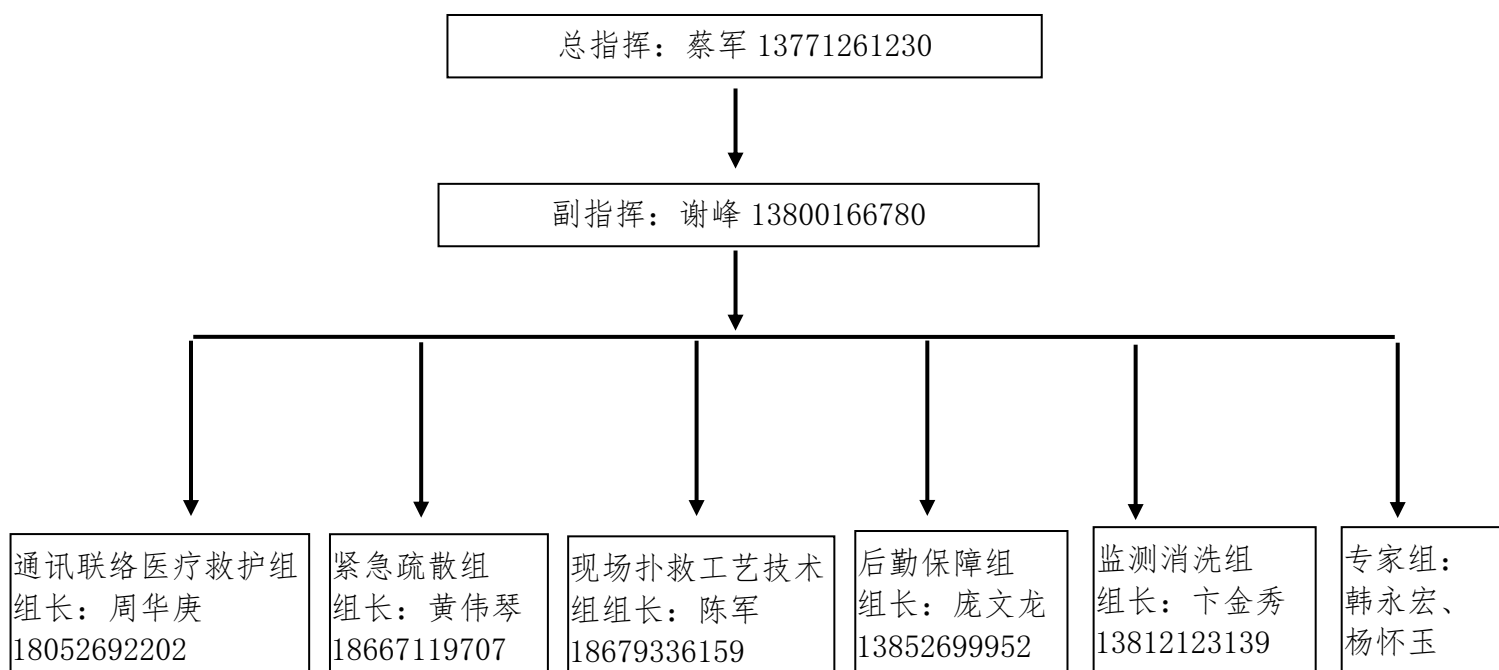 总指挥：蔡军 13771261230
副指挥：谢峰 13800166780
通讯联络医疗救护组
组长：周华庚
18052692202
紧急疏散组
组长：黄伟琴
18667119707
现场扑救工艺技术
组组长：陈军
18679336159
后勤保障组
组长：庞文龙
13852699952
监测消洗组
组长：卞金秀
13812123139
专家组：
韩永宏、
杨怀玉